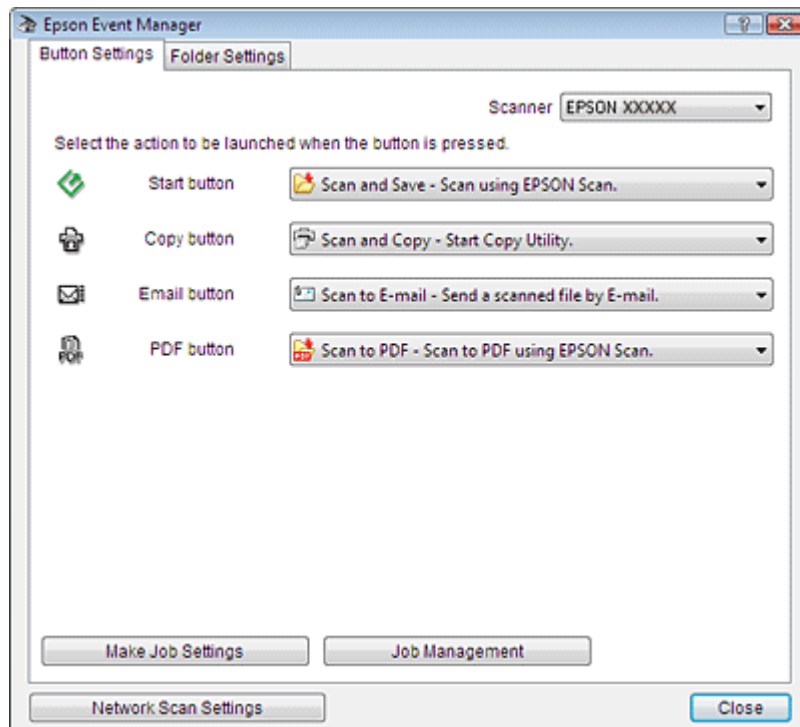 Epson Event Manager
Button Settings Folder Settings
Scanner EPSON XXXXX
Select the action to be launched when the button is pressed.
Start button Scan and Save - Scan using EPSON Scan.
Copy button Scan and Copy - Start Copy Utility.
Email button Scan to E-mail - Send a scanned file by E-mail.
PDF PDF button Scan to PDF - Scan to PDF using EPSON Scan.
Make Job Settings Job Management
Network Scan Settings Close